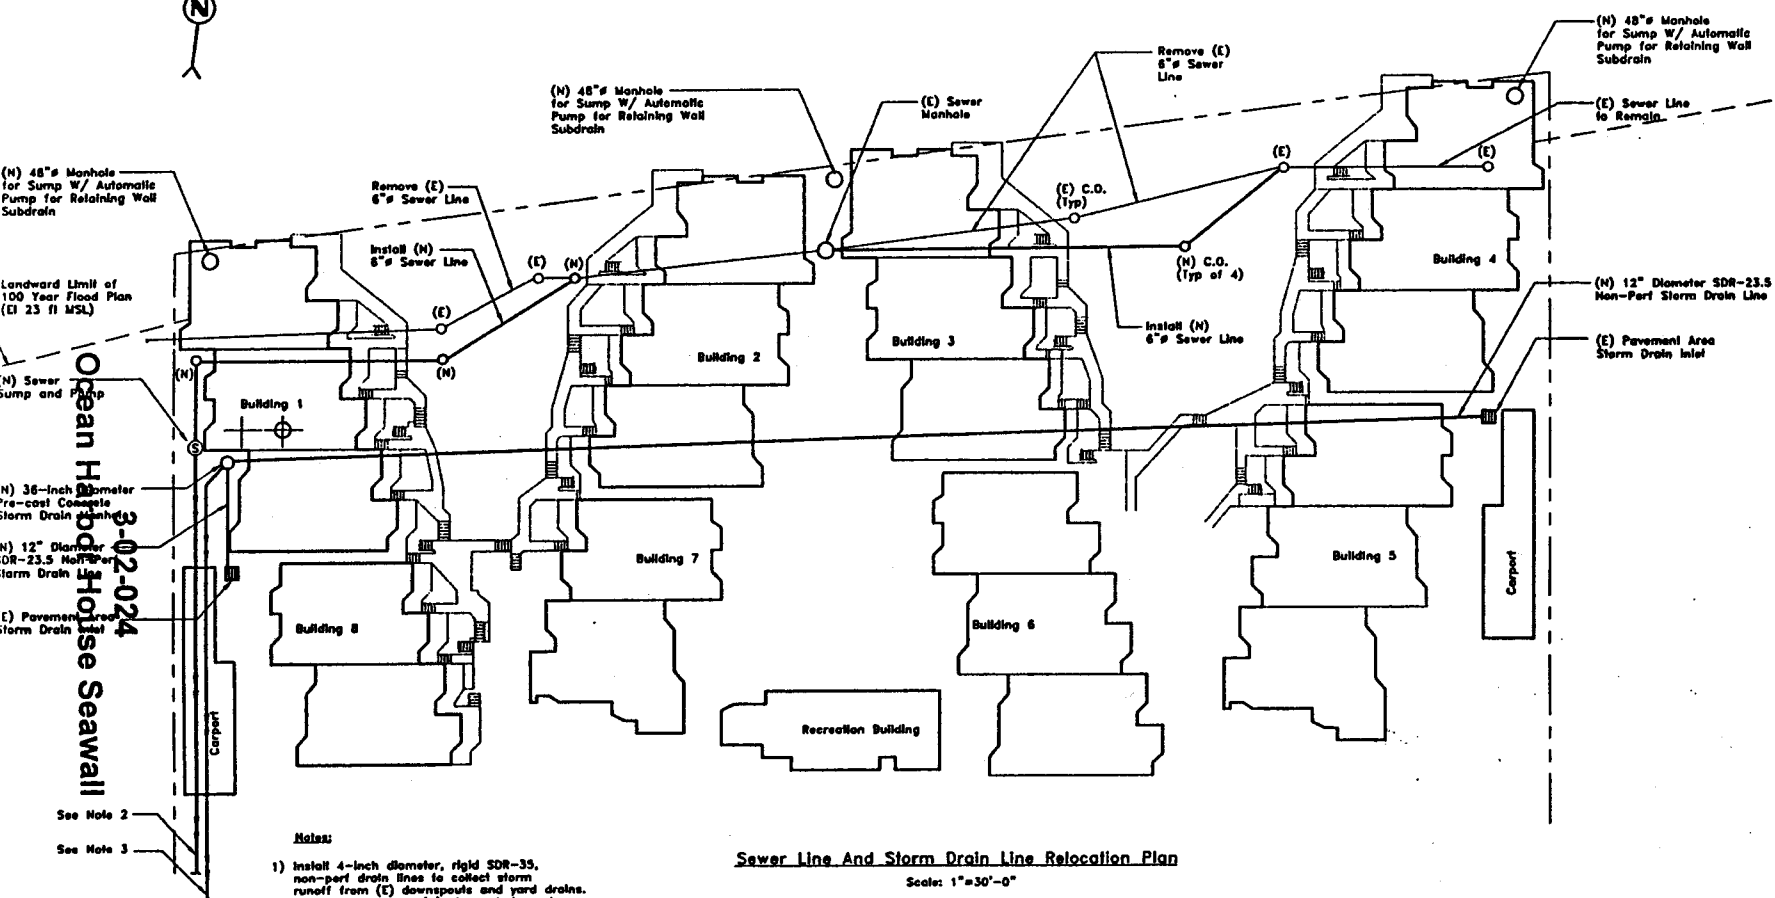 N
(N) 48"ø Manhole
for Sump W/ Automatic
Pump for Retaining Wall
Subdrain
(E) Sewer
Manhole
Remove (E)
6"ø Sewer
Line
(N) 48"ø Manhole
for Sump W/ Automatic
Pump for Retaining Wall
Subdrain
(E) Sewer Line
to Remain
(N) 48"ø Manhole
for Sump W/ Automatic
Pump for Retaining Wall
Subdrain
Remove (E)
6"ø Sewer Line
Install (N)
6"ø Sewer Line
(E)
(N)
(E)
(E) C.O.
(Typ)
(E)
(E)
(N) C.O.
(Typ of 4)
Install (N)
6"ø Sewer Line
Landward Limit of
100 Year Flood Plan
(El 23 ft MSL)
(N)
(N)
(N) Sewer
Sump and Pump
S
Building 1
Building 2
Building 3
Building 4
(N) 12" Diameter SDR-23.5
Non-Perf Storm Drain Line
(E) Pavement Area
Storm Drain Inlet
N) 36-inch Diameter
Pre-cast Concrete
Storm Drain Manhole
N) 12" Diameter
SDR-23.5 Non-Perf
Storm Drain Line
E) Pavement Area
Storm Drain Inlet
Ocean Harbor House Seawall
3-02-024
Building 8
Building 7
Building 6
Building 5
Carport
Carport
Recreation Building
See Note 2
See Note 3
Notes:
1) Install 4-inch diameter, rigid SDR-35,
non-perf drain lines to collect storm
runoff from (E) downspouts and yard drains.
Sewer Line And Storm Drain Line Relocation Plan
Scale: 1"=30'-0"